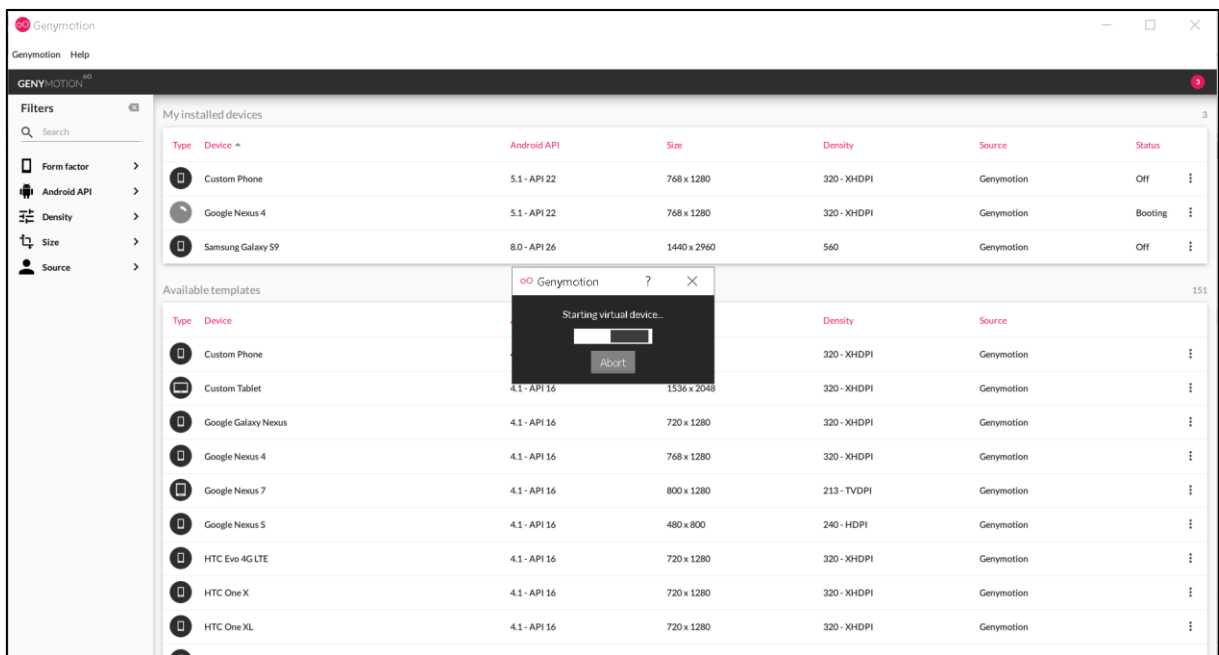 Genymotion
Genymotion Help
GENYMOTION
3
Filters
Search
Form factor
Android API
Density
Size
Source
My installed devices 3
Type Device Android API Size Density Source Status
Custom Phone 5.1 - API 22 768 x 1280 320 - XHDPI Genymotion Off
Google Nexus 4 5.1 - API 22 768 x 1280 320 - XHDPI Genymotion Booting
Samsung Galaxy S9 8.0 - API 26 1440 x 2960 560 Genymotion Off
Genymotion ?
Starting virtual device...
Abort
Available templates 151
Type Device Density Source
Custom Phone 320 - XHDPI Genymotion
Custom Tablet 4.1 - API 16 1536 x 2048 320 - XHDPI Genymotion
Google Galaxy Nexus 4.1 - API 16 720 x 1280 320 - XHDPI Genymotion
Google Nexus 4 4.1 - API 16 768 x 1280 320 - XHDPI Genymotion
Google Nexus 7 4.1 - API 16 800 x 1280 213 - TVDPI Genymotion
Google Nexus S 4.1 - API 16 480 x 800 240 - HDPI Genymotion
HTC Evo 4G LTE 4.1 - API 16 720 x 1280 320 - XHDPI Genymotion
HTC One X 4.1 - API 16 720 x 1280 320 - XHDPI Genymotion
HTC One XL 4.1 - API 16 720 x 1280 320 - XHDPI Genymotion